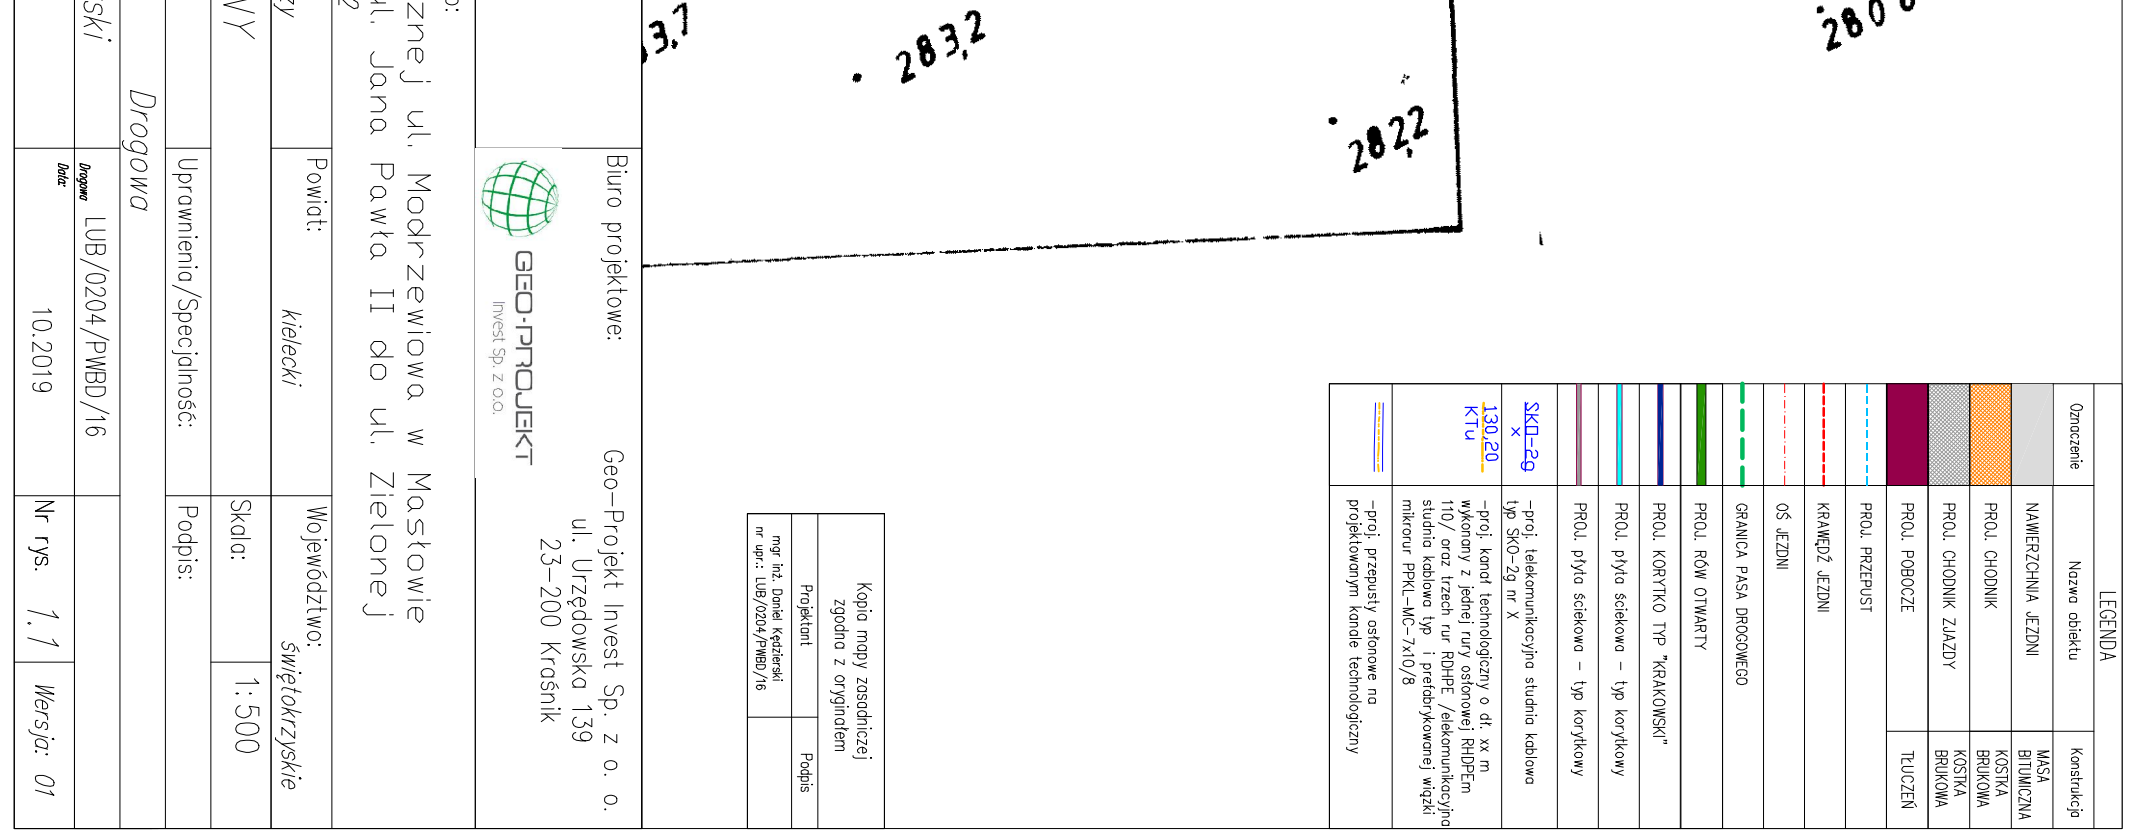 283,2
282,2
LEGENDA
Oznaczenie
Nazwa obiektu
Konstrukcja
NAWIERZCHNIA JEZDNI
MASA
BITUMICZNA
PROJ. CHODNIK
KOSTKA
BRUKOWA
PROJ. CHODNIK ZJAZDY
KOSTKA
BRUKOWA
PROJ. POBOCZE
TŁUCZEŃ
PROJ. PRZEPUST
KRAWĘDŹ JEZDNI
OŚ JEZDNI
GRANICA PASA DROGOWEGO
PROJ. RÓW OTWARTY
PROJ. KORYTKO TYP "KRAKOWSKI"
PROJ. płyta ściekowa - typ korytkowy
PROJ. płyta ściekowa - typ korytkowy
SKO-2g
x
-proj. telekomunikacyjna studnia kablowa
typ SKO-2g nr X
130,20
KTu
-proj. kanał technologiczny o dł. xx m
wykonany z jednej rury osłonowej RHDPEm
110/ oraz trzech rur RDHPE /elekomunikacyjna
studnia kablowa typ i prefabrykowanej wiązki
mikrorur PPKL-MC-7x10/8
-proj. przepusty osłonowe na
projektowanym kanale technologiczny
Kopia mapy zasadniczej
zgodna z oryginałem
Projektant
Podpis
mgr inż. Daniel Kędzierski
nr upr.: LUB/0204/PWBD/16
Biuro projektowe:
GEO-PROJEKT
Invest Sp. z o.o.
Geo-Projekt Invest Sp. z o. o.
ul. Urzędowska 139
23-200 Kraśnik
znej ul. Modrzewiowa w Masłowie
ul. Jana Pawła II do ul. Zielonej
Powiat:
kielecki
Województwo:
świętokrzyskie
Skala:
1:500
Uprawnienia/Specjalność:
Podpis:
Drogowa
ski
Drogowa
LUB/0204/PWBD/16
Data:
10.2019
Nr rys.
1.1
Wersja: 01